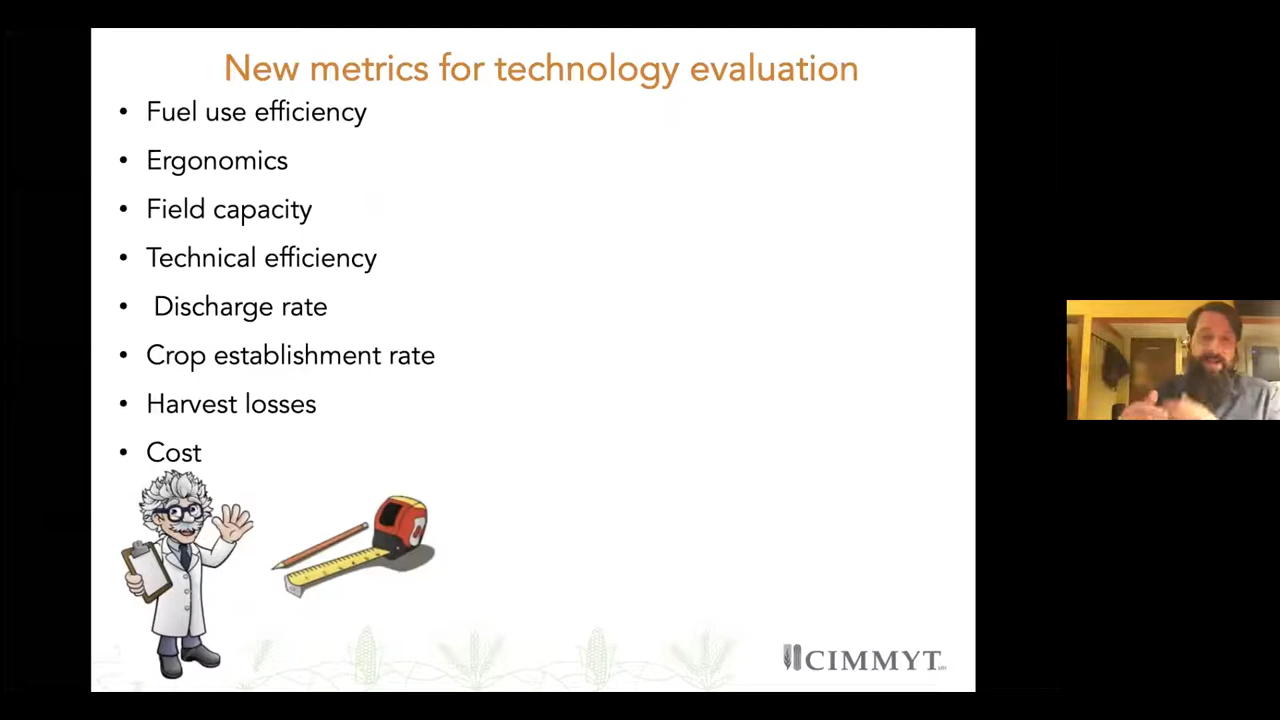 New metrics for technology evaluation
• Fuel use efficiency
• Ergonomics
• Field capacity
• Technical efficiency
• Discharge rate
• Crop establishment rate
• Harvest losses
• Cost
CIMMYT